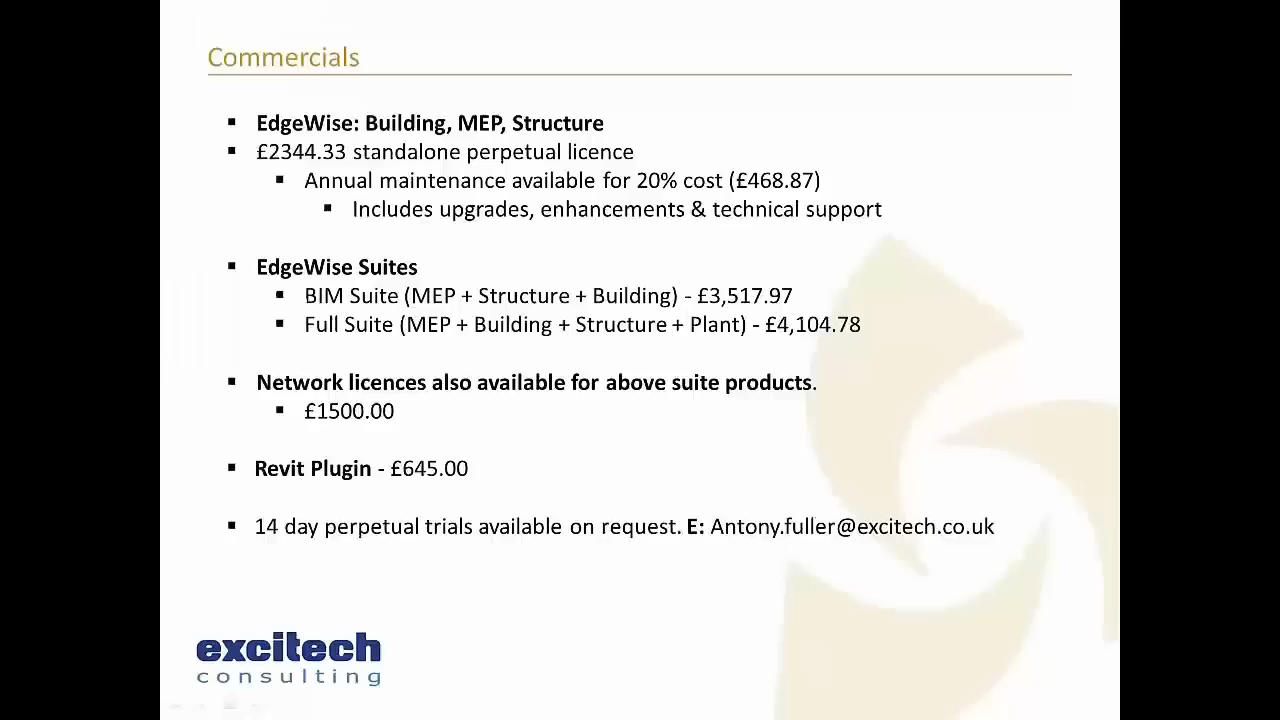 Commercials
▪ EdgeWise: Building, MEP, Structure
▪ £2344.33 standalone perpetual licence
▪ Annual maintenance available for 20% cost (£468.87)
▪ Includes upgrades, enhancements & technical support
▪ EdgeWise Suites
▪ BIM Suite (MEP + Structure + Building) - £3,517.97
▪ Full Suite (MEP + Building + Structure + Plant) - £4,104.78
▪ Network licences also available for above suite products.
▪ £1500.00
▪ Revit Plugin - £645.00
▪ 14 day perpetual trials available on request. E: Antony.fuller@excitech.co.uk
excitech
consulting